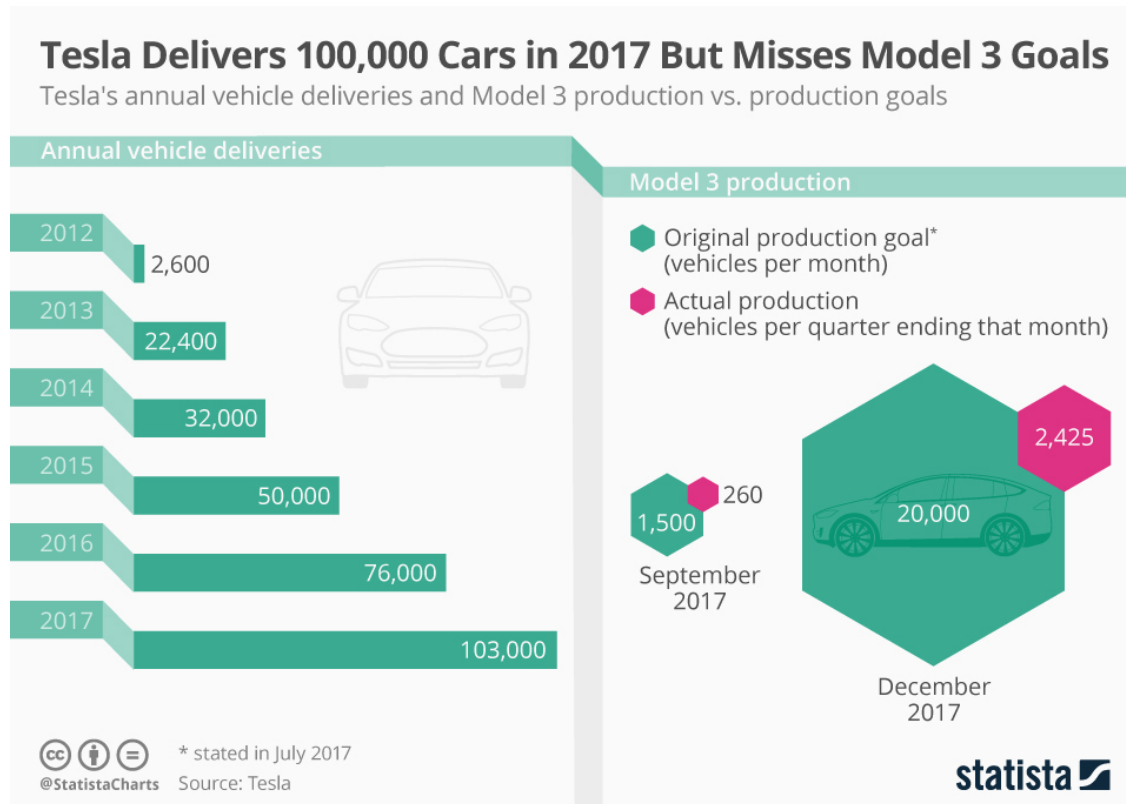 Tesla Delivers 100,000 Cars in 2017 But Misses Model 3 Goals
Tesla's annual vehicle deliveries and Model 3 production vs. production goals
Annual vehicle deliveries
2012
2,600
2013
22,400
2014
32,000
2015
50,000
2016
76,000
2017
103,000
Model 3 production
Original production goal*
(vehicles per month)
Actual production
(vehicles per quarter ending that month)
1,500
260
September
2017
20,000
2,425
December
2017
cc
@StatistaCharts
* stated in July 2017
Source: Tesla
statista